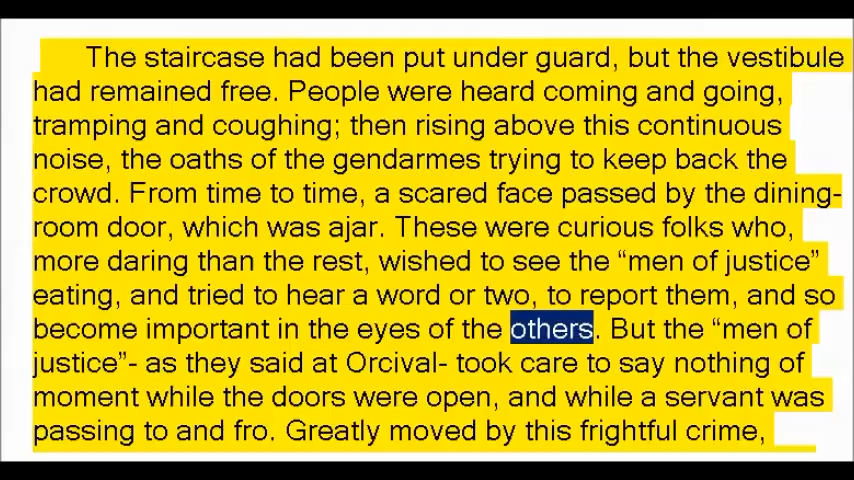 The staircase had been put under guard, but the vestibule
had remained free. People were heard coming and going,
tramping and coughing; then rising above this continuous
noise, the oaths of the gendarmes trying to keep back the
crowd. From time to time, a scared face passed by the dining-
room door, which was ajar. These were curious folks who,
more daring than the rest, wished to see the “men of justice”
eating, and tried to hear a word or two, to report them, and so
become important in the eyes of the others. But the “men of
justice”- as they said at Orcival- took care to say nothing of
moment while the doors were open, and while a servant was
passing to and fro. Greatly moved by this frightful crime,